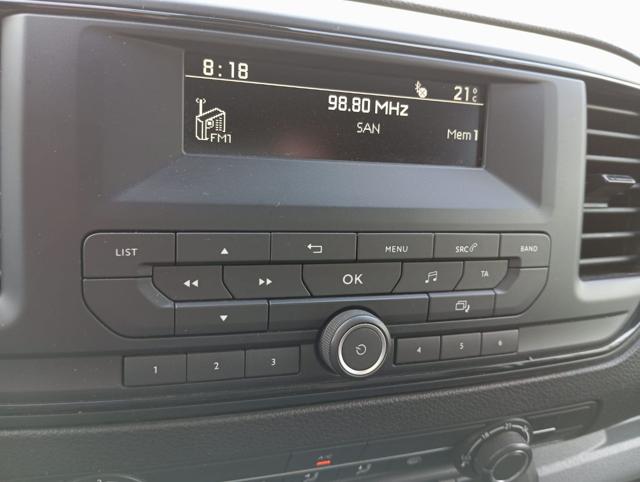 8:18
21°C
98.80 MHz
FM1
SAN
Mem 1
LIST
MENU
SRC
BAND
OK
TA
1 2 3 4 5 6
A/C